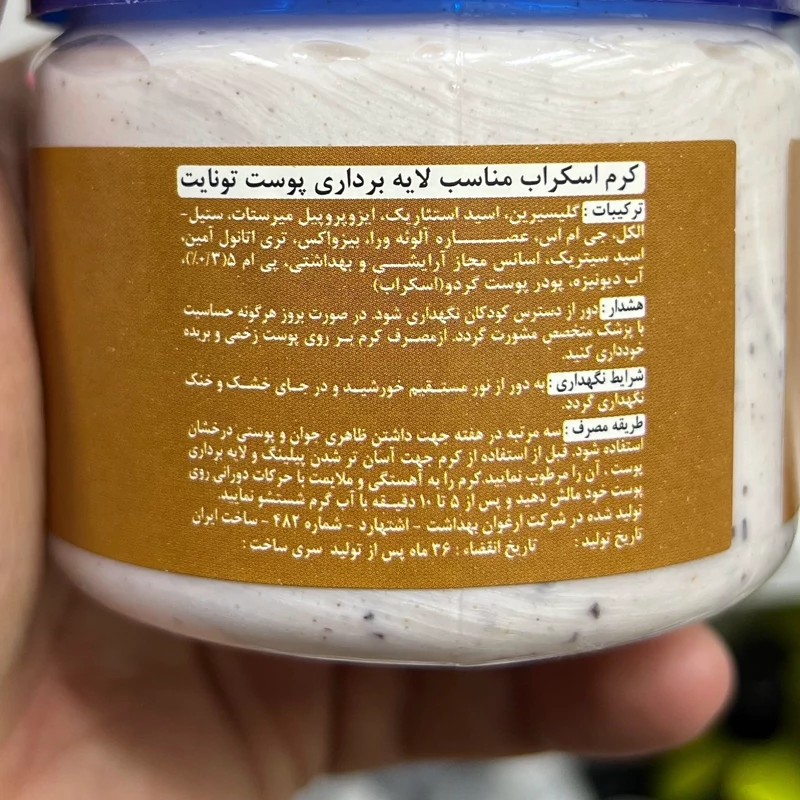 کرم اسکراب مناسب لایه برداری پوست تونایت
ترکیبات : گلیسیرین، اسید استئاریک، ایزوپروپیل میرستات، ستیل-
الکل، جی ام اس، عصاره آلوئه ورا، بیزواکس، تری اتانول آمین،
اسید سیتریک، اسانس مجاز آرایشی و بهداشتی، پی ام ۵(۰/۳٪)،
آب دیونیزه، پودر پوست گردو(اسکراب)
هشدار : دور از دسترس کودکان نگهداری شود. در صورت بروز هرگونه حساسیت
با پزشک متخصص مشورت گردد. ازمصرف کرم بر روی پوست زخمی و بریده
خودداری کنید.
شرایط نگهداری : به دور از نور مستقیم خورشید و در جای خشک و خنک
نگهداری گردد.
طریقه مصرف : سه مرتبه در هفته جهت داشتن ظاهری جوان و پوستی درخشان
استفاده شود. قبل از استفاده از کرم جهت آسان تر شدن پیلینگ و لایه برداری
پوست، آن را مرطوب نمایید.کرم را به آهستگی و ملایمت با حرکات دورانی روی
پوست خود مالش دهید و پس از ۵ تا ۱۰ دقیقه با آب گرم شستشو نمایید.
تولید شده در شرکت ارغوان بهداشت - اشتهارد - شماره ۴۸۲ - ساخت ایران
تاریخ تولید : تاریخ انقضاء : ۳۶ ماه پس از تولید سری ساخت :